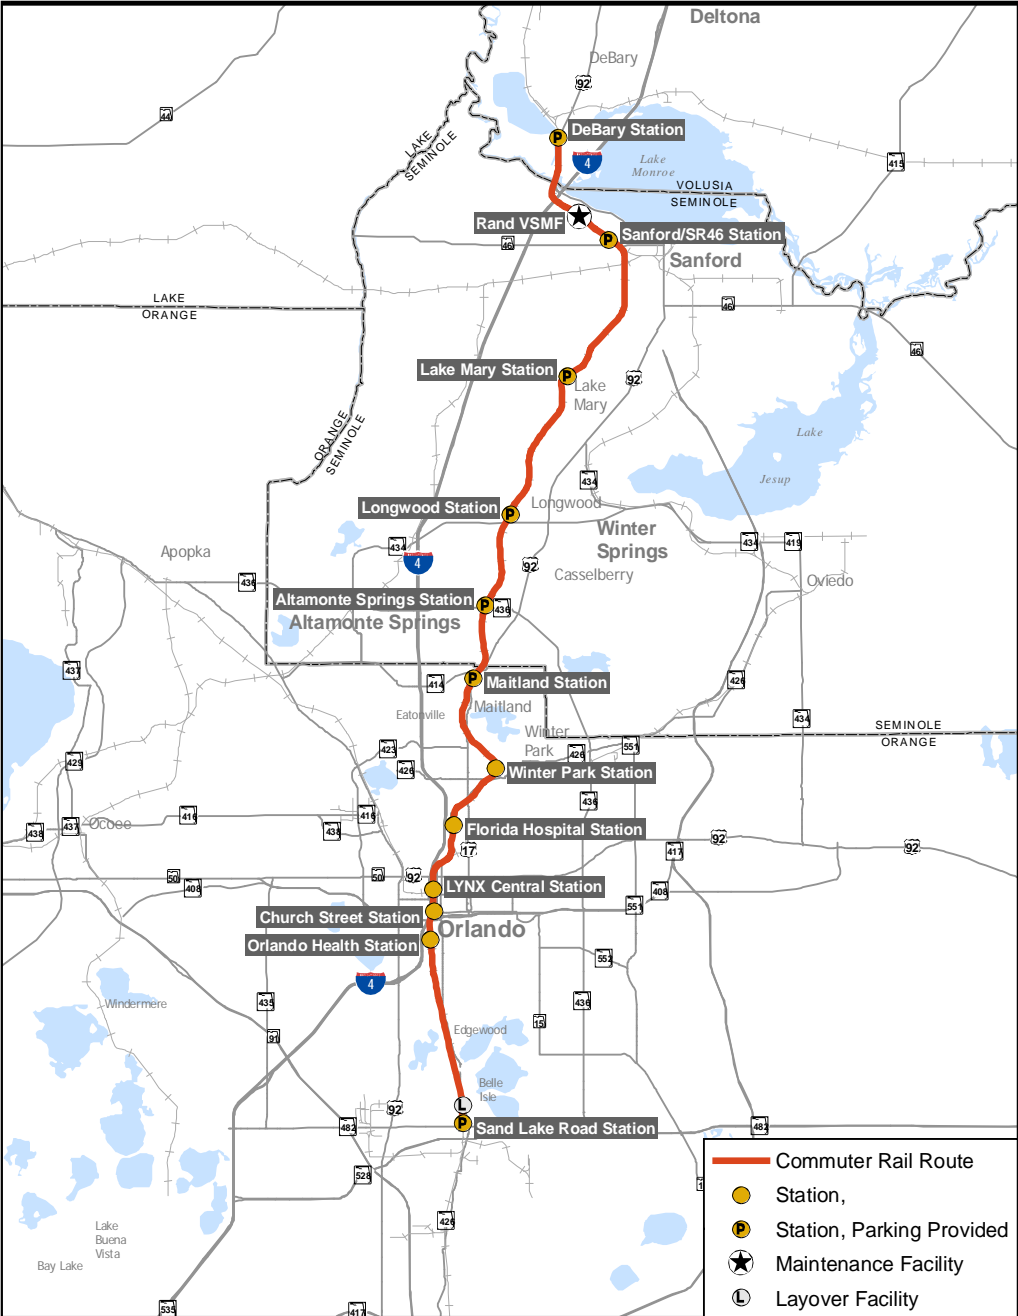 Deltona
DeBary
92
44
DeBary Station
4
LAKE
SEMINOLE
Lake
Monroe
415
VOLUSIA
SEMINOLE
Rand VSMF
Sanford/SR46 Station
46
Sanford
LAKE
ORANGE
46
46
Lake Mary Station
92
Lake
Mary
ORANGE
SEMINOLE
Lake
Jesup
434
Longwood Station
Longwood
Winter
Springs
434
434
419
Apopka
4
92
Casselberry
436
Oviedo
Altamonte Springs Station
436
Altamonte Springs
437
414
Maitland Station
426
Maitland
Eatonville
434
SEMINOLE
ORANGE
Winter
Park
423
426
551
429
426
Winter Park Station
436
416
416
438
437
Ocoee
438
Florida Hospital Station
92
92
17
417
50
408
50
92
LYNX Central Station
408
551
Church Street Station
Orlando
Orlando Health Station
552
4
Windermere
435
436
15
91
Edgewood
Belle
Isle
L
92
P
Sand Lake Road Station
482
482
528
426
Lake
Buena
Vista
Bay Lake
535
417
Commuter Rail Route
Station,
P
Station, Parking Provided
Maintenance Facility
L
Layover Facility